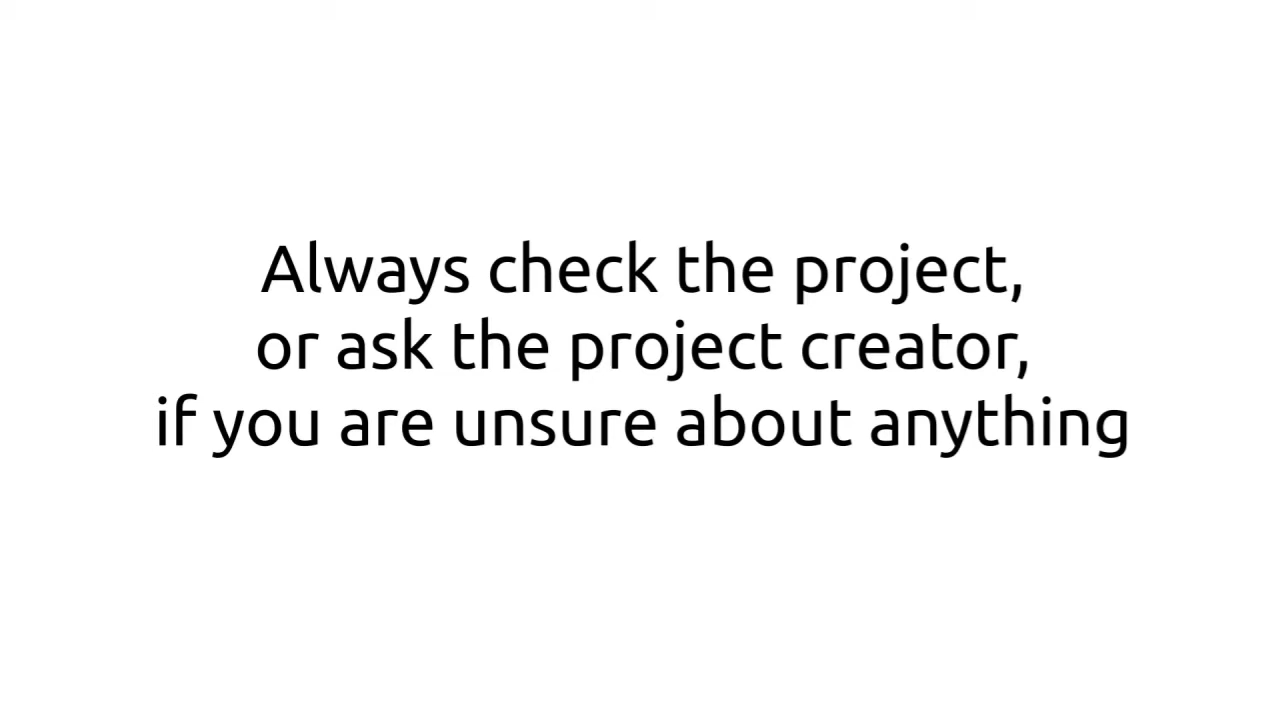 Always check the project,
or ask the project creator,
if you are unsure about anything